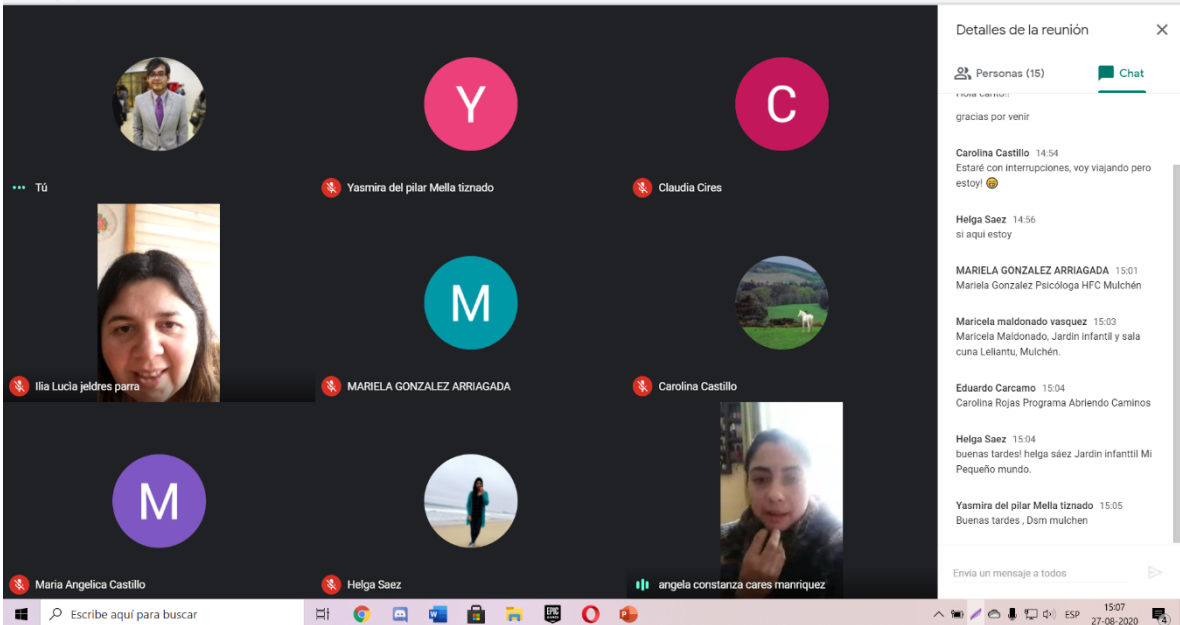 Detalles de la reunión
Personas (15)
Chat
gracias por venir
Carolina Castillo 14:54
Estaré con interrupciones, voy viajando pero
estoy!
Helga Saez 14:56
si aqui estoy
MARIELA GONZALEZ ARRIAGADA 15:01
Mariela Gonzalez Psicóloga HFC Mulchén
Maricela maldonado vasquez 15:03
Maricela Maldonado, Jardin infantil y sala
cuna Leliantu, Mulchén.
Eduardo Carcamo 15:04
Carolina Rojas Programa Abriendo Caminos
Helga Saez 15:04
buenas tardes! helga sáez Jardin infanttil Mi
Pequeño mundo.
Yasmira del pilar Mella tiznado 15:05
Buenas tardes , Dsm mulchen
Envía un mensaje a todos
Y
C
Tú
Yasmira del pilar Mella tiznado
Claudia Cires
M
Ilia Lucìa jeldres parra
MARIELA GONZALEZ ARRIAGADA
Carolina Castillo
M
Maria Angelica Castillo
Helga Saez
angela constanza cares manriquez
Escribe aquí para buscar
EPIC
ESP
15:07
27-08-2020
4